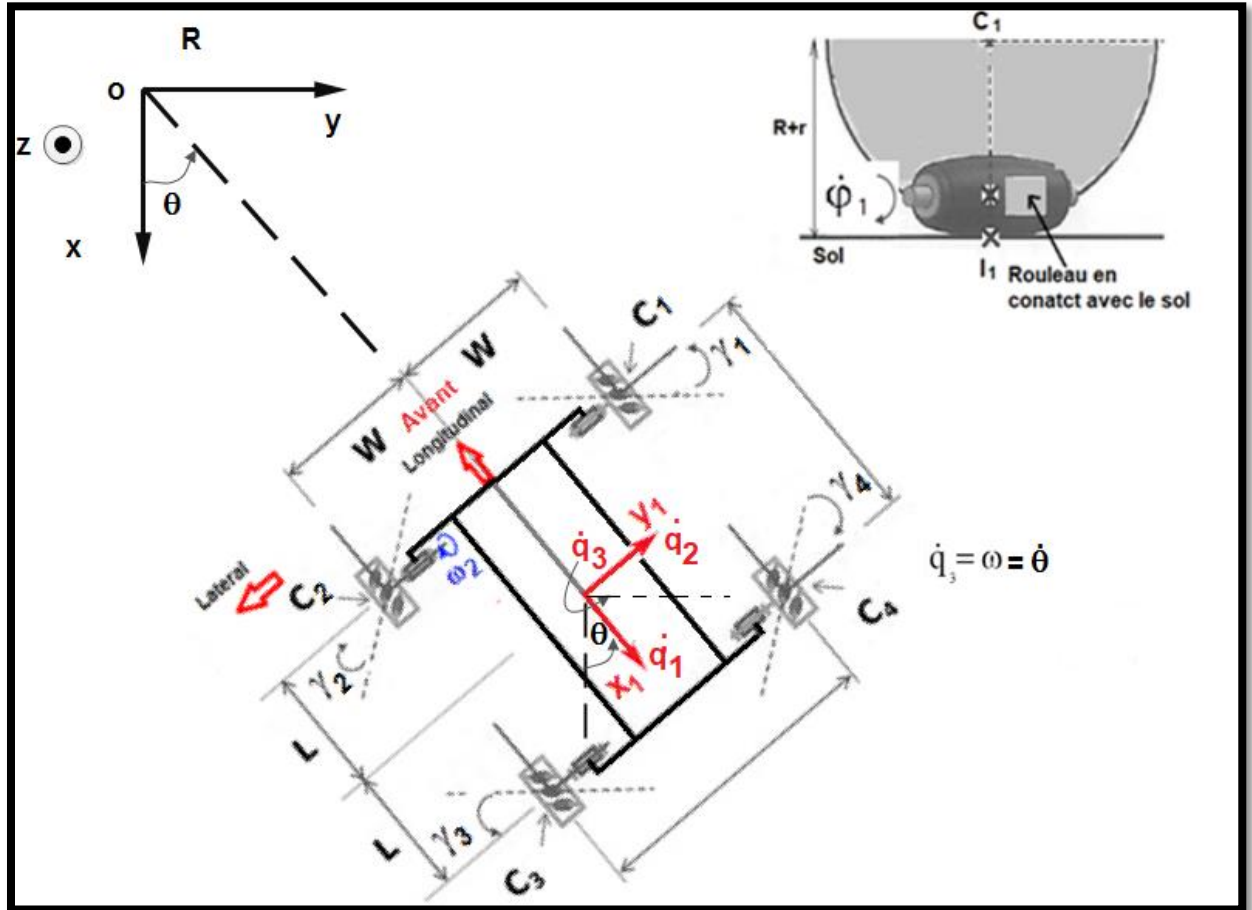 R
o
y
z
θ
x
C₁
R+r
φ̇₁
Sol
I₁
Rouleau en
conatct avec le sol
W
W
Avant
Longitudinal
C₁
γ₁
Lateral
C₂
ω₂
γ₂
q̇₃
y₁
q̇₂
θ
x₁
q̇₁
γ₄
C₄
q̇₃ = ω = θ̇
L
L
γ₃
C₃